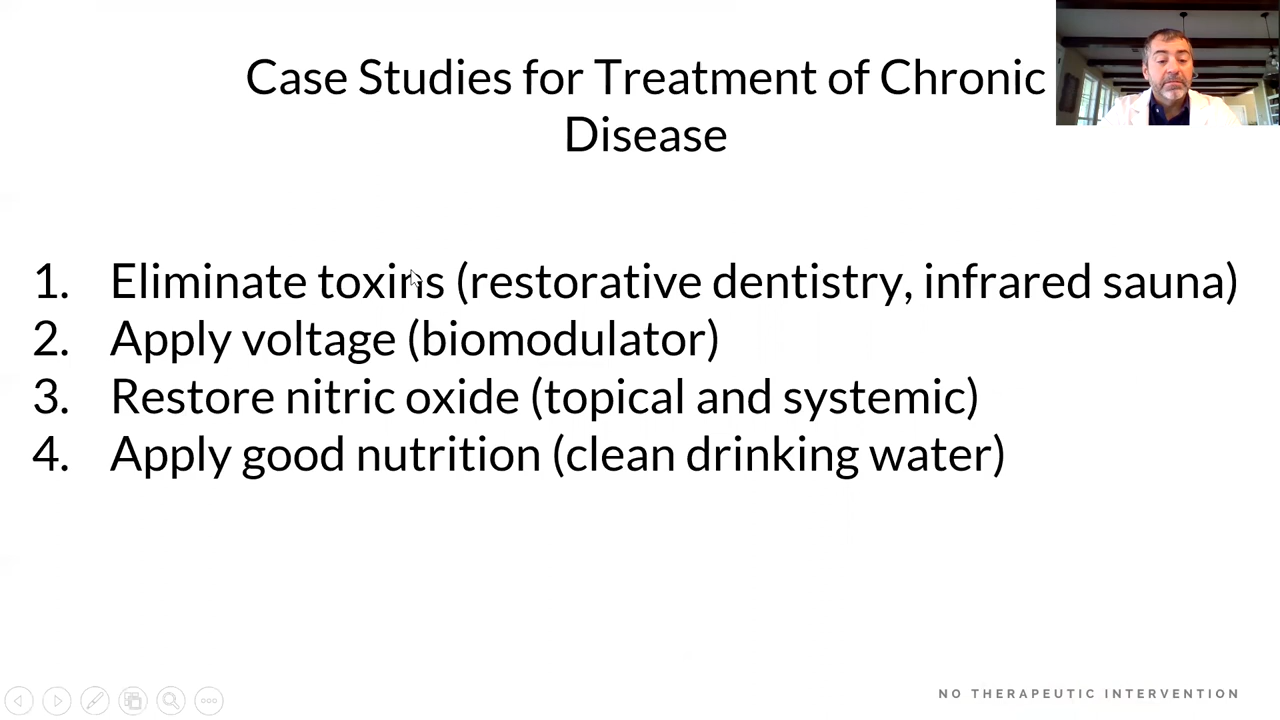 Case Studies for Treatment of Chronic
Disease
1. Eliminate toxins (restorative dentistry, infrared sauna)
2. Apply voltage (biomodulator)
3. Restore nitric oxide (topical and systemic)
4. Apply good nutrition (clean drinking water)
NO THERAPEUTIC INTERVENTION